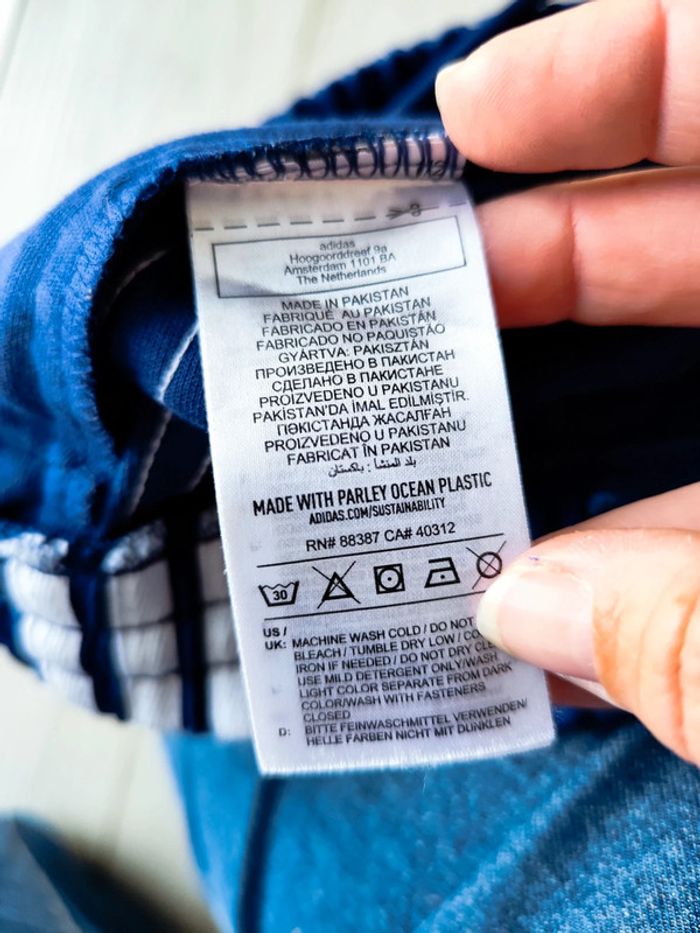 adidas
Hoogoorddreef 9a
Amsterdam 1101 BA
The Netherlands
MADE IN PAKISTAN
FABRIQUÉ AU PAKISTAN
FABRICADO EN PAKISTÁN
FABRICADO NO PAQUISTÃO
GYÁRTVA: PAKISZTÁN
ПРОИЗВЕДЕНО В ПАКИСТАН
СДЕЛАНО В ПАКИСТАНЕ
PROIZVEDENO U PAKISTANU
PAKİSTAN'DA İMAL EDİLMİŞTİR.
ПӘКІСТАНДА ЖАСАЛҒАН
PROIZVEDENO U PAKISTANU
FABRICAT ÎN PAKISTAN
بلد المنشأ : باكستان
MADE WITH PARLEY OCEAN PLASTIC
ADIDAS.COM/SUSTAINABILITY
RN# 88387 CA# 40312
30
US /
UK: MACHINE WASH COLD / DO NOT
BLEACH / TUMBLE DRY LOW / CO
IRON IF NEEDED / DO NOT DRY CLE
USE MILD DETERGENT ONLY/WASH
LIGHT COLOR SEPARATE FROM DARK
COLOR/WASH WITH FASTENERS
CLOSED
D: BITTE FEINWASCHMITTEL VERWENDEN/
HELLE FARBEN NICHT MIT DUNKLEN